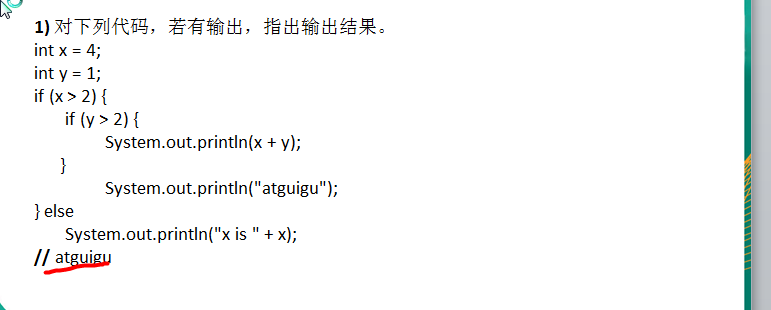 1) 对下列代码，若有输出，指出输出结果。
int x = 4;
int y = 1;
if (x > 2) {
if (y > 2) {
System.out.println(x + y);
}
System.out.println("atguigu");
} else
System.out.println("x is " + x);
// atguigu